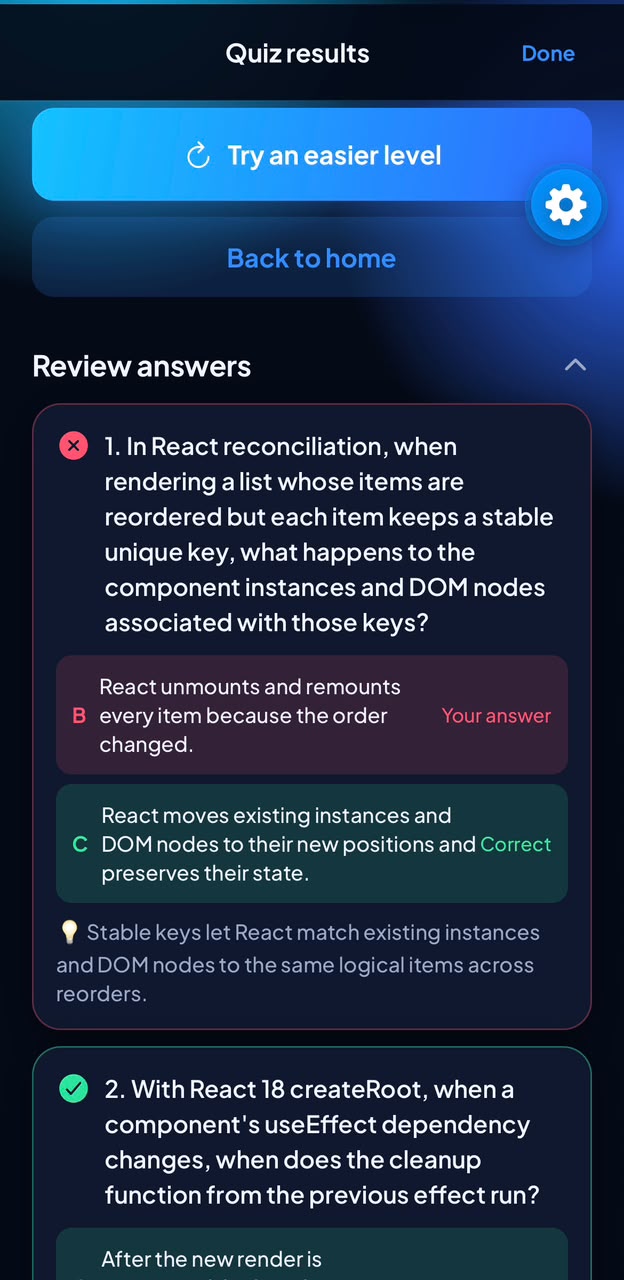 Quiz results
Done
Try an easier level
Back to home
Review answers
1. In React reconciliation, when
rendering a list whose items are
reordered but each item keeps a stable
unique key, what happens to the
component instances and DOM nodes
associated with those keys?
React unmounts and remounts
B every item because the order Your answer
changed.
React moves existing instances and
C DOM nodes to their new positions and Correct
preserves their state.
💡 Stable keys let React match existing instances
and DOM nodes to the same logical items across
reorders.
2. With React 18 createRoot, when a
component's useEffect dependency
changes, when does the cleanup
function from the previous effect run?
After the new render is